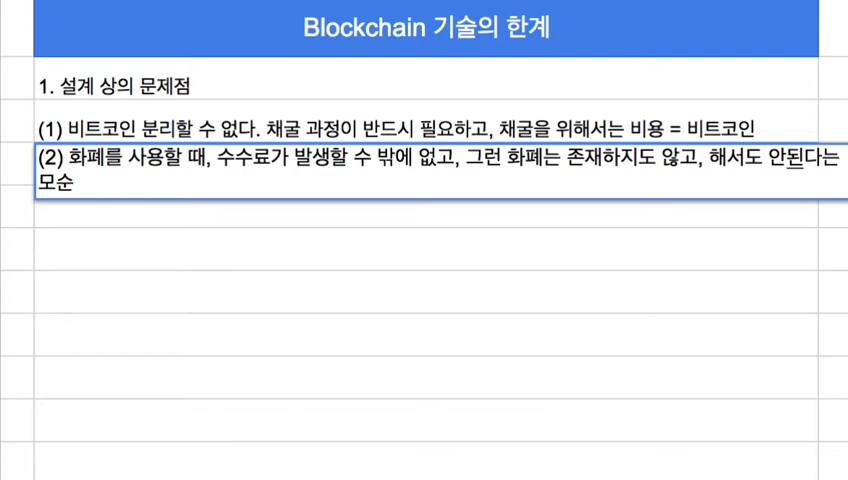 Blockchain 기술의 한계
1. 설계 상의 문제점
(1) 비트코인 분리할 수 없다. 채굴 과정이 반드시 필요하고, 채굴을 위해서는 비용 = 비트코인
(2) 화폐를 사용할 때, 수수료가 발생할 수 밖에 없고, 그런 화폐는 존재하지도 않고, 해서도 안된다는
모순